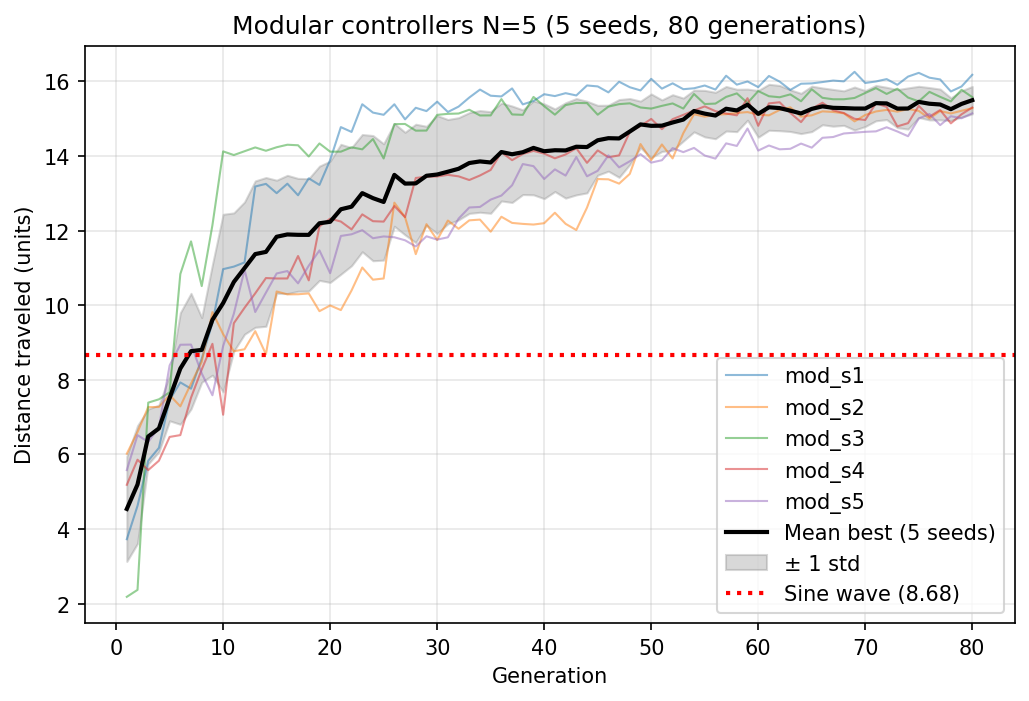 Modular controllers N=5 (5 seeds, 80 generations)
Distance traveled (units)
16
14
12
10
8
6
4
2
mod_s1
mod_s2
mod_s3
mod_s4
mod_s5
Mean best (5 seeds)
± 1 std
Sine wave (8.68)
0 10 20 30 40 50 60 70 80
Generation